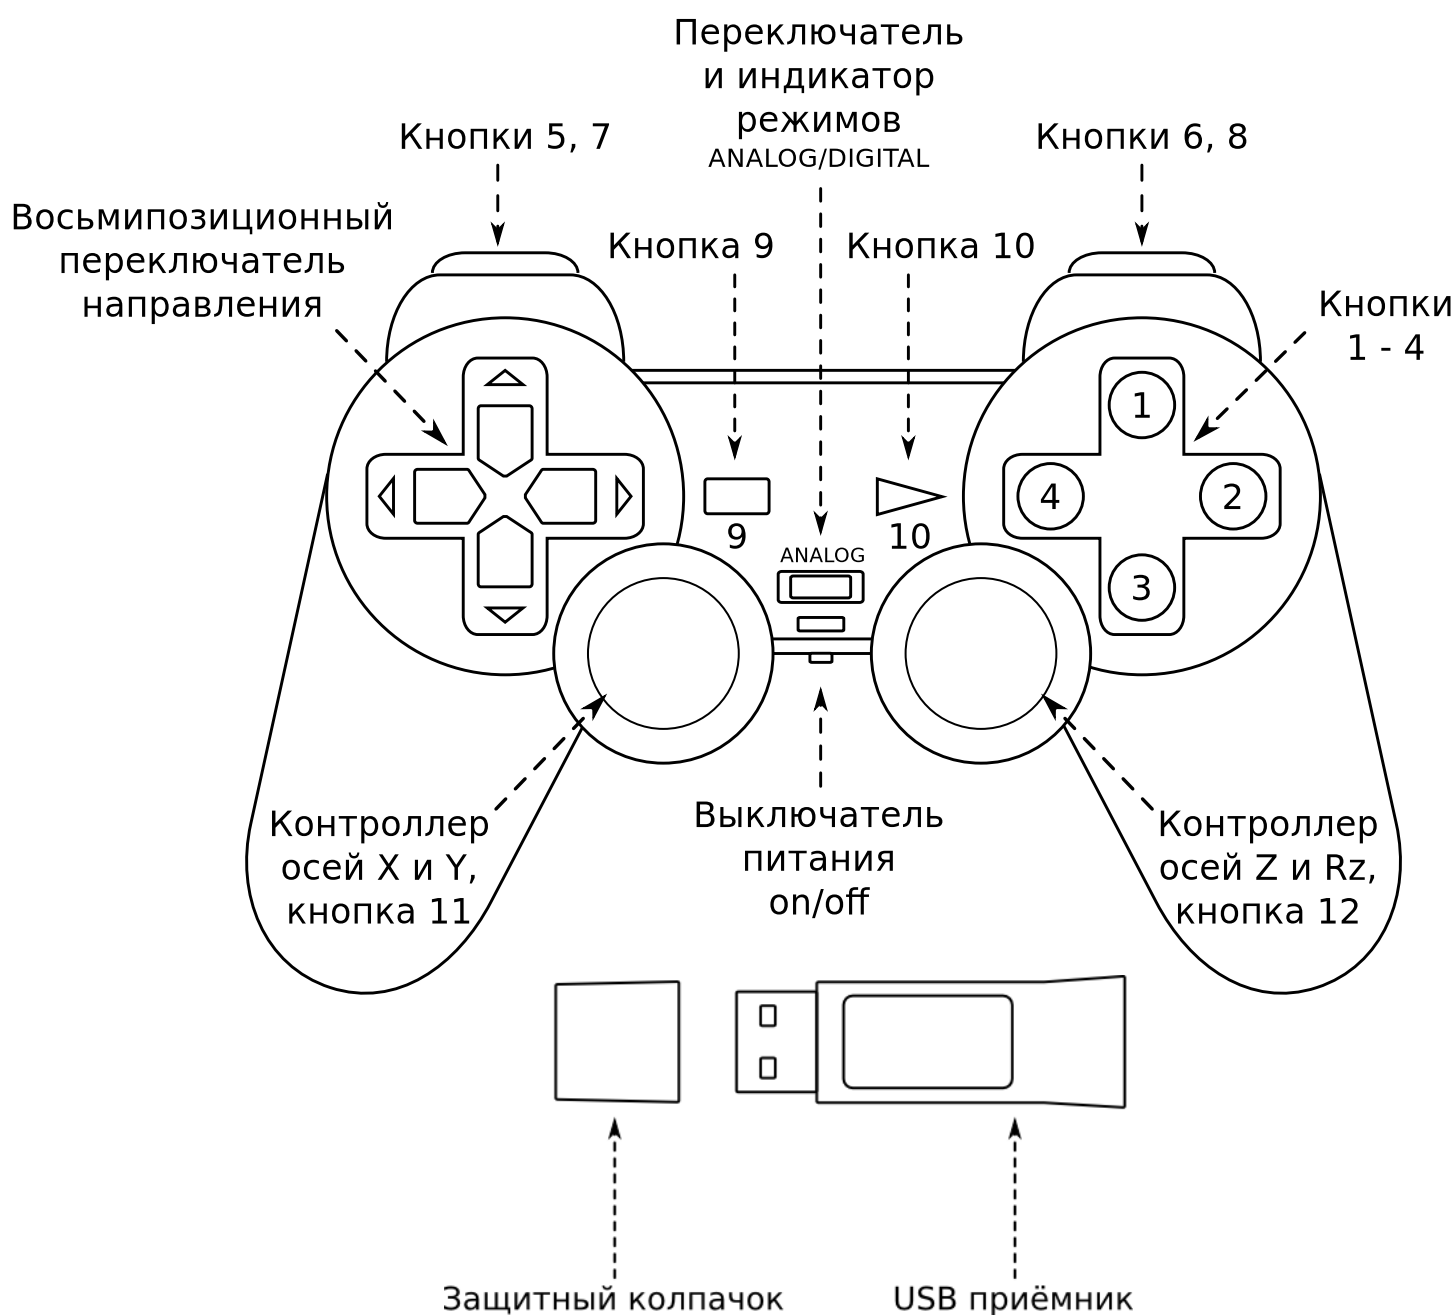 Переключатель
и индикатор
режимов
ANALOG/DIGITAL
Кнопки 5, 7
Кнопки 6, 8
Восьмипозиционный
переключатель
направления
Кнопка 9
Кнопка 10
Кнопки
1 - 4
1
4
2
3
9
10
ANALOG
Контроллер
осей X и Y,
кнопка 11
Выключатель
питания
on/off
Контроллер
осей Z и Rz,
кнопка 12
Защитный колпачок
USB приёмник